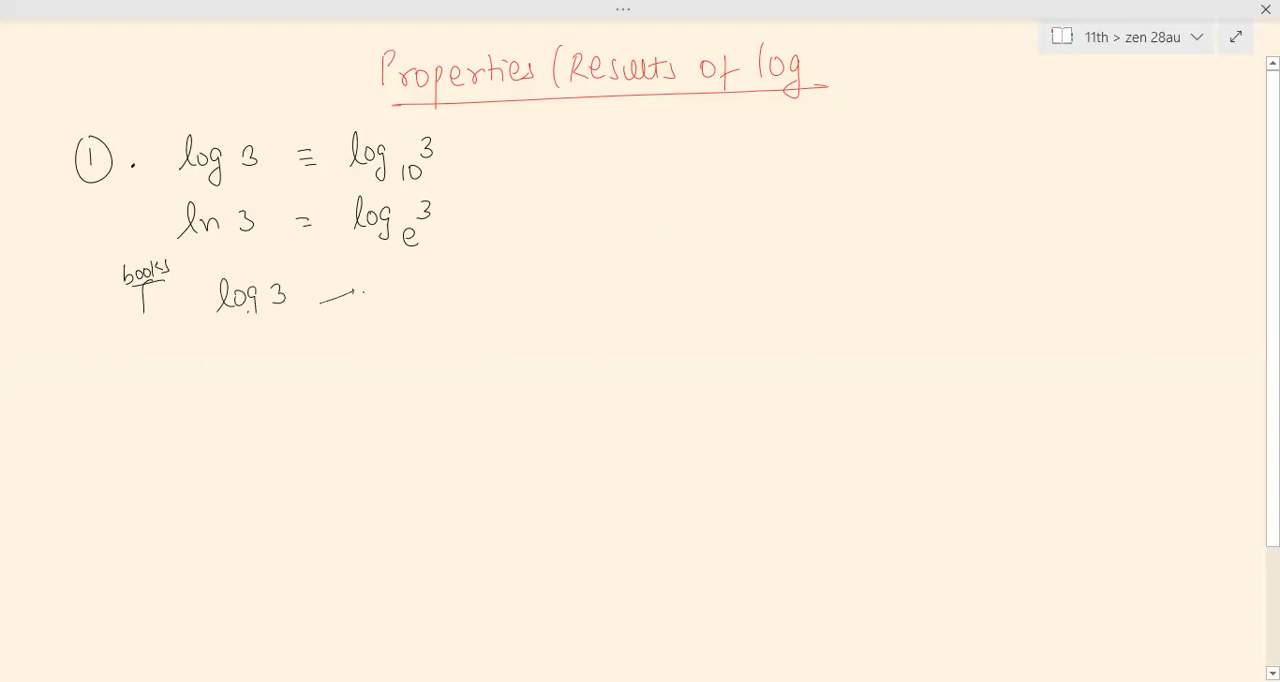 11th > zen 28au
Properties (Results of log
① . log 3 ≡ log₁₀ 3
ln 3 = logₑ 3
books
log 3 →